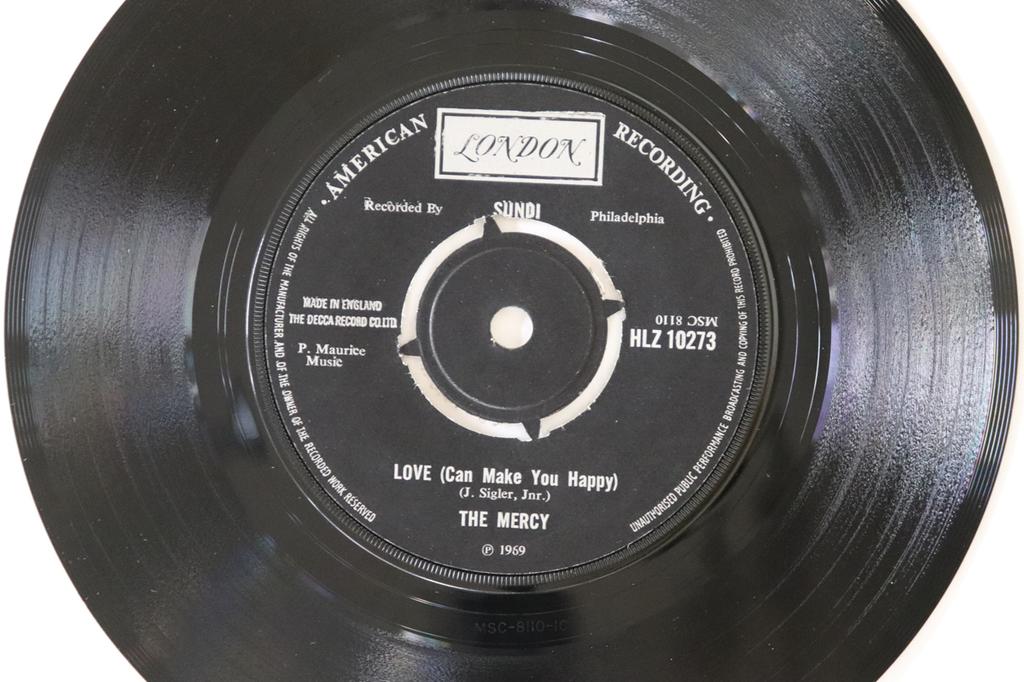 · AMERICAN RECORDING ·
LONDON
Recorded By SUNDI Philadelphia
MADE IN ENGLAND
THE DECCA RECORD CO. LTD.
P. Maurice
Music
MSC 8110
HLZ 10273
LOVE (Can Make You Happy)
(J. Sigler, Jnr.)
THE MERCY
℗ 1969
ALL RIGHTS OF THE MANUFACTURER AND OF THE OWNER OF THE RECORDED WORK RESERVED
UNAUTHORISED PUBLIC PERFORMANCE BROADCASTING AND COPYING OF THIS RECORD PROHIBITED
MSC-8110-1C